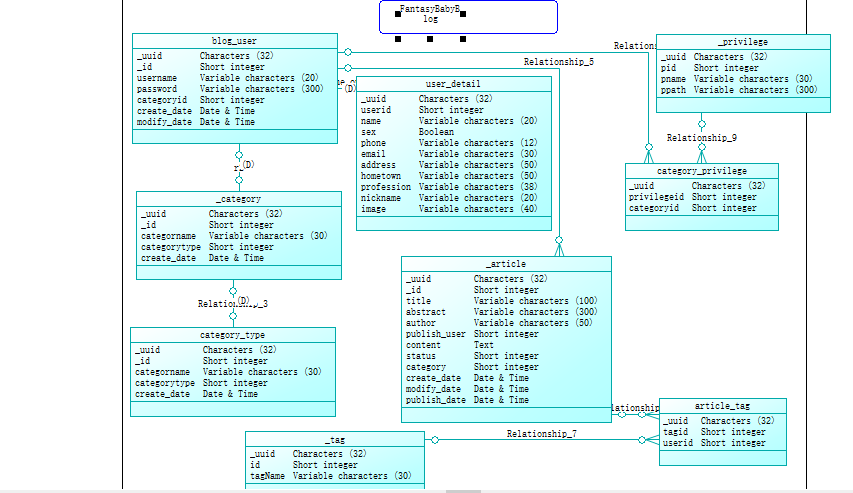 FantasyBabyB
log
blog_user
_uuid Characters (32)
_id Short integer
username Variable characters (20)
password Variable characters (300)
categoryid Short integer
create_date Date & Time
modify_date Date & Time
Relationship_5
user_detail
_uuid Characters (32)
userid Short integer
name Variable characters (20)
sex Boolean
phone Variable characters (12)
email Variable characters (30)
address Variable characters (50)
hometown Variable characters (50)
profession Variable characters (38)
nickname Variable characters (20)
image Variable characters (40)
_privilege
_uuid Characters (32)
pid Short integer
pname Variable characters (30)
ppath Variable characters (300)
Relationship_9
category_privilege
_uuid Characters (32)
privilegeid Short integer
categoryid Short integer
(D)
(D)
_category
_uuid Characters (32)
_id Short integer
categorname Variable characters (30)
categorytype Short integer
create_date Date & Time
(D)
category_type
_uuid Characters (32)
_id Short integer
categorname Variable characters (30)
categorytype Short integer
create_date Date & Time
_article
_uuid Characters (32)
_id Short integer
title Variable characters (100)
abstract Variable characters (300)
author Variable characters (50)
publish_user Short integer
content Text
status Short integer
category Short integer
create_date Date & Time
modify_date Date & Time
publish_date Date & Time
article_tag
_uuid Characters (32)
tagid Short integer
userid Short integer
Relationship_7
_tag
_uuid Characters (32)
id Short integer
tagName Variable characters (30)